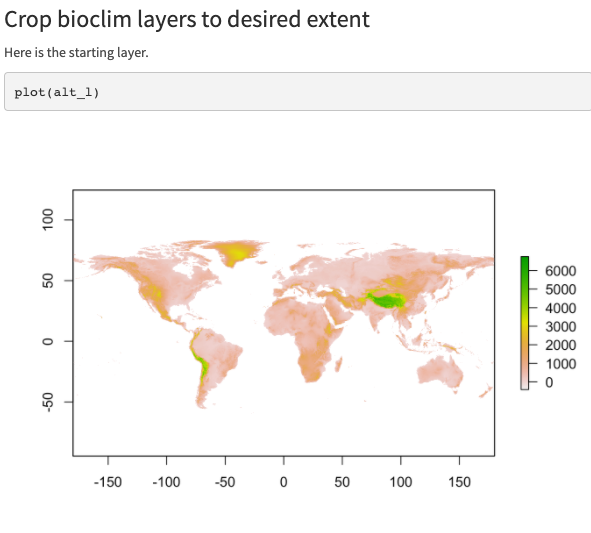 Crop bioclim layers to desired extent
Here is the starting layer.
plot(alt_l)
100
50
0
-50
-150 -100 -50 0 50 100 150
6000
5000
4000
3000
2000
1000
0